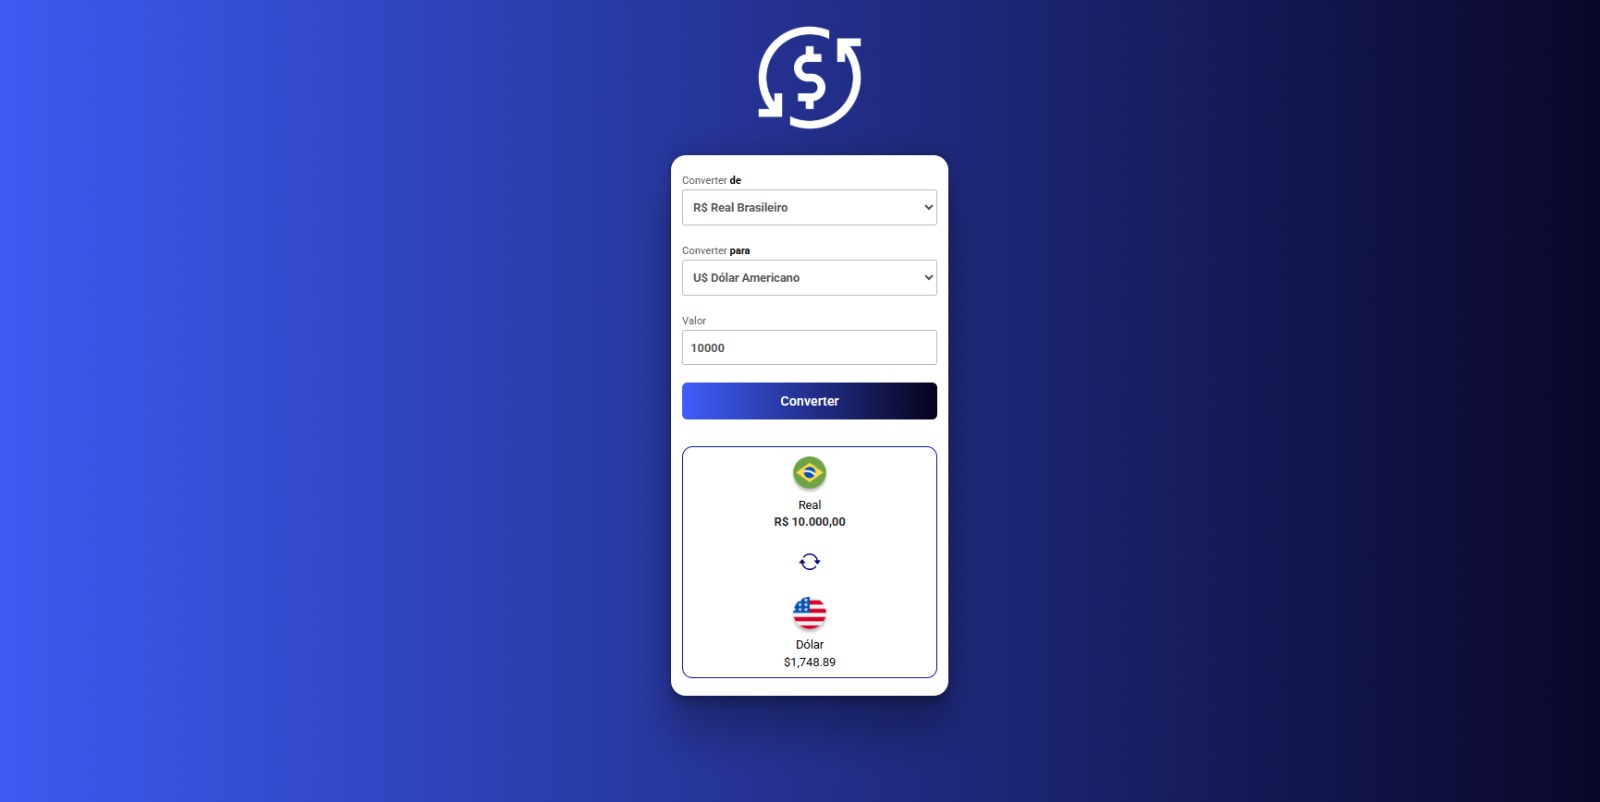 $
Converter de
R$ Real Brasileiro
Converter para
U$ Dólar Americano
Valor
10000
Converter
Real
R$ 10.000,00
Dólar
$1,748.89